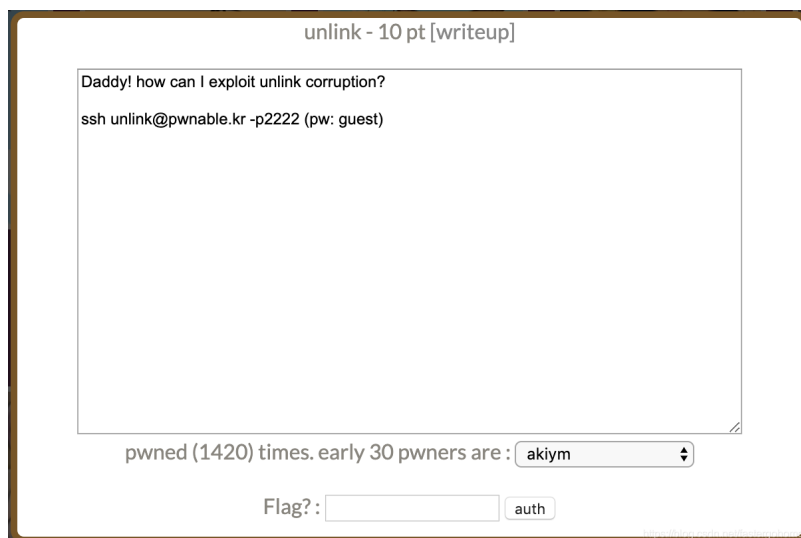 unlink - 10 pt [writeup]
Daddy! how can I exploit unlink corruption?
ssh unlink@pwnable.kr -p2222 (pw: guest)
pwned (1420) times. early 30 pwners are : akiym
Flag? : auth